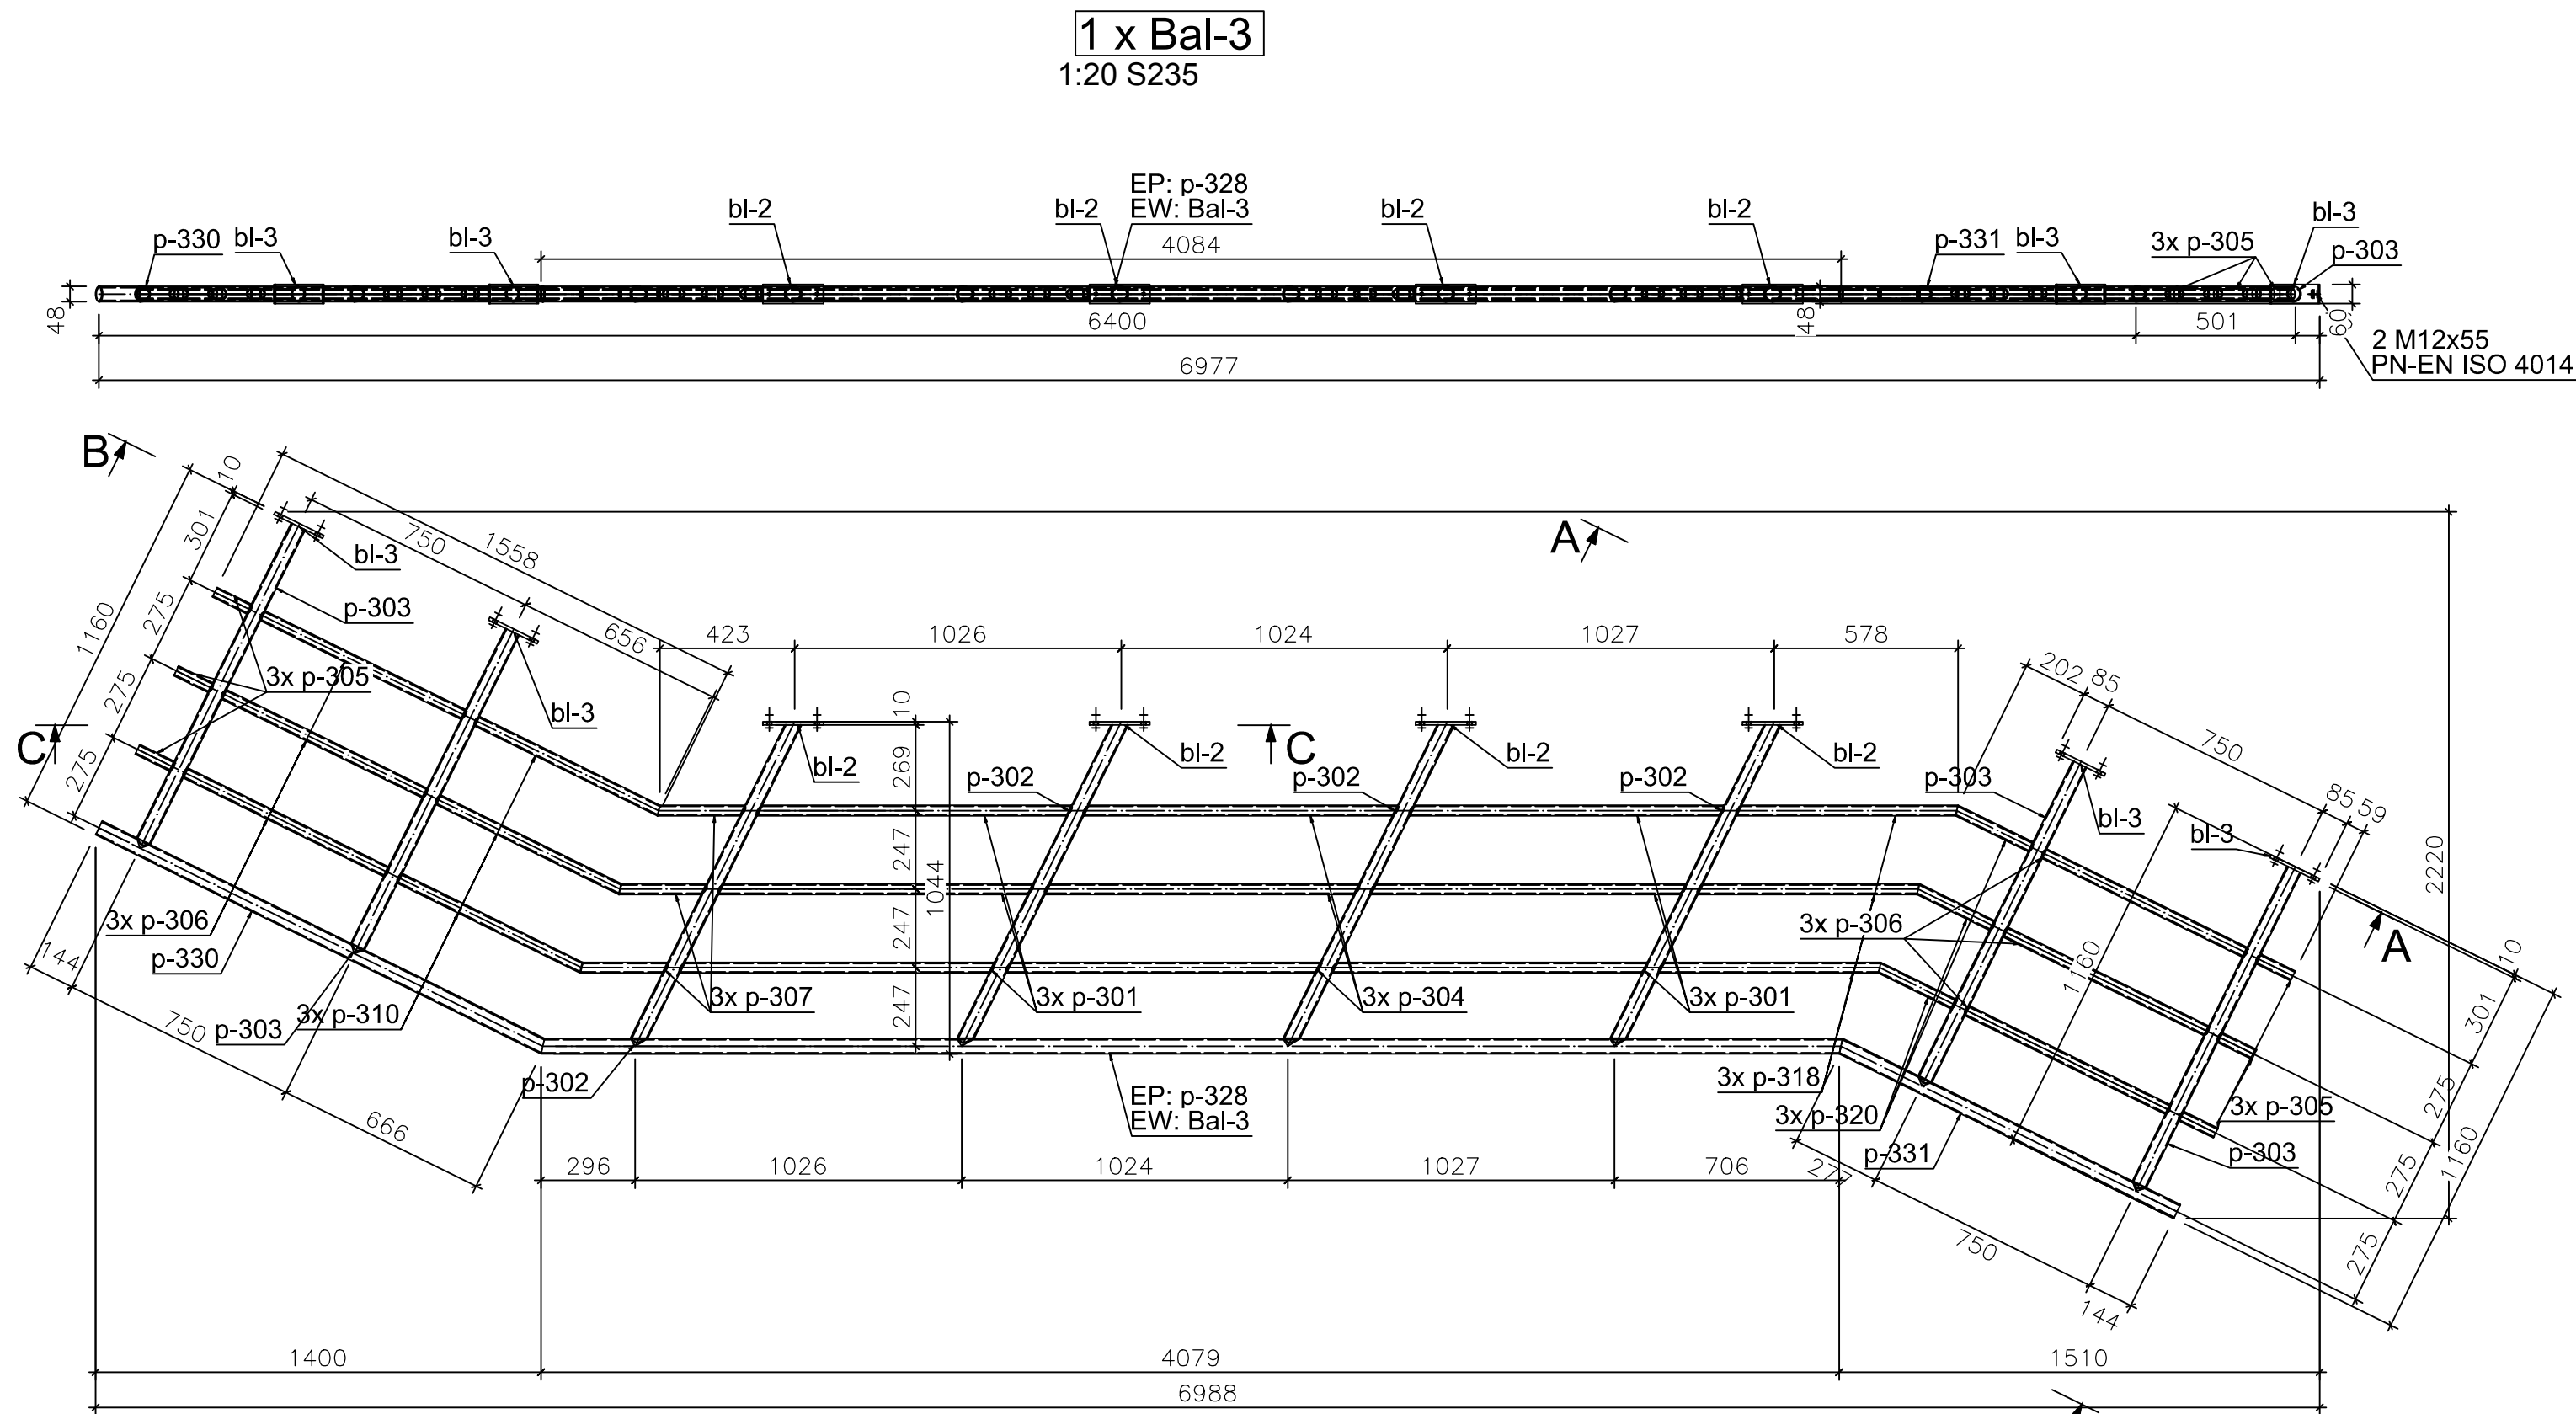 1 x Bal-3
1:20 S235
EP: p-328
EW: Bal-3
bl-2
bl-2
bl-2
bl-2
bl-3
p-330
bl-3
bl-3
4084
p-331
bl-3
3x p-305
p-303
48
6400
48
501
60
2 M12x55
PN-EN ISO 4014
6977
B
10
301
750
1558
A
bl-3
p-303
1160
275
656
423
1026
1024
1027
578
202
85
3x p-305
275
bl-3
10
750
C
C
bl-2
bl-2
bl-2
bl-2
269
p-302
p-302
p-302
p-303
85
59
bl-3
bl-3
275
247
1044
2220
3x p-306
p-330
144
247
3x p-306
1160
A
10
3x p-307
3x p-301
3x p-304
3x p-301
301
750
p-303
3x p-310
247
p-302
3x p-318
3x p-320
275
3x p-305
EP: p-328
EW: Bal-3
666
p-331
p-303
1160
296
1026
1024
1027
706
277
275
750
275
144
1400
4079
1510
6988